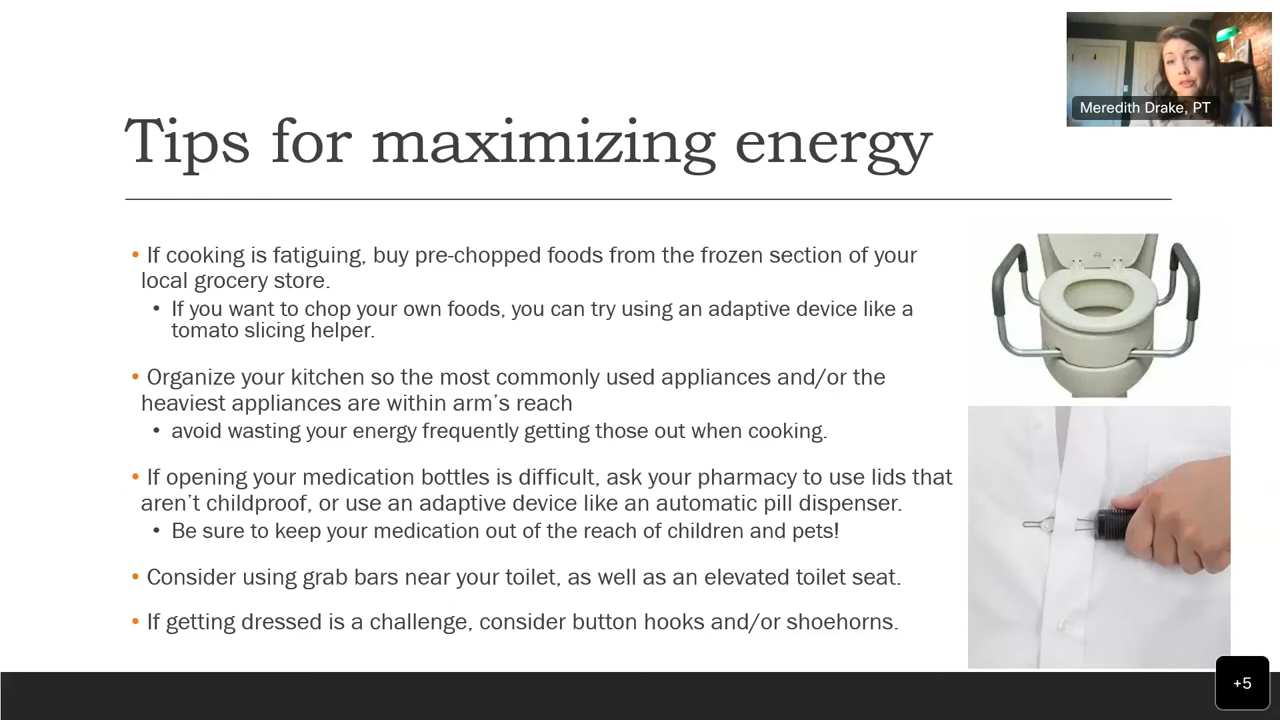 Meredith Drake, PT
Tips for maximizing energy
• If cooking is fatiguing, buy pre-chopped foods from the frozen section of your
local grocery store.
• If you want to chop your own foods, you can try using an adaptive device like a
tomato slicing helper.
• Organize your kitchen so the most commonly used appliances and/or the
heaviest appliances are within arm’s reach
• avoid wasting your energy frequently getting those out when cooking.
• If opening your medication bottles is difficult, ask your pharmacy to use lids that
aren’t childproof, or use an adaptive device like an automatic pill dispenser.
• Be sure to keep your medication out of the reach of children and pets!
• Consider using grab bars near your toilet, as well as an elevated toilet seat.
• If getting dressed is a challenge, consider button hooks and/or shoehorns.
+5